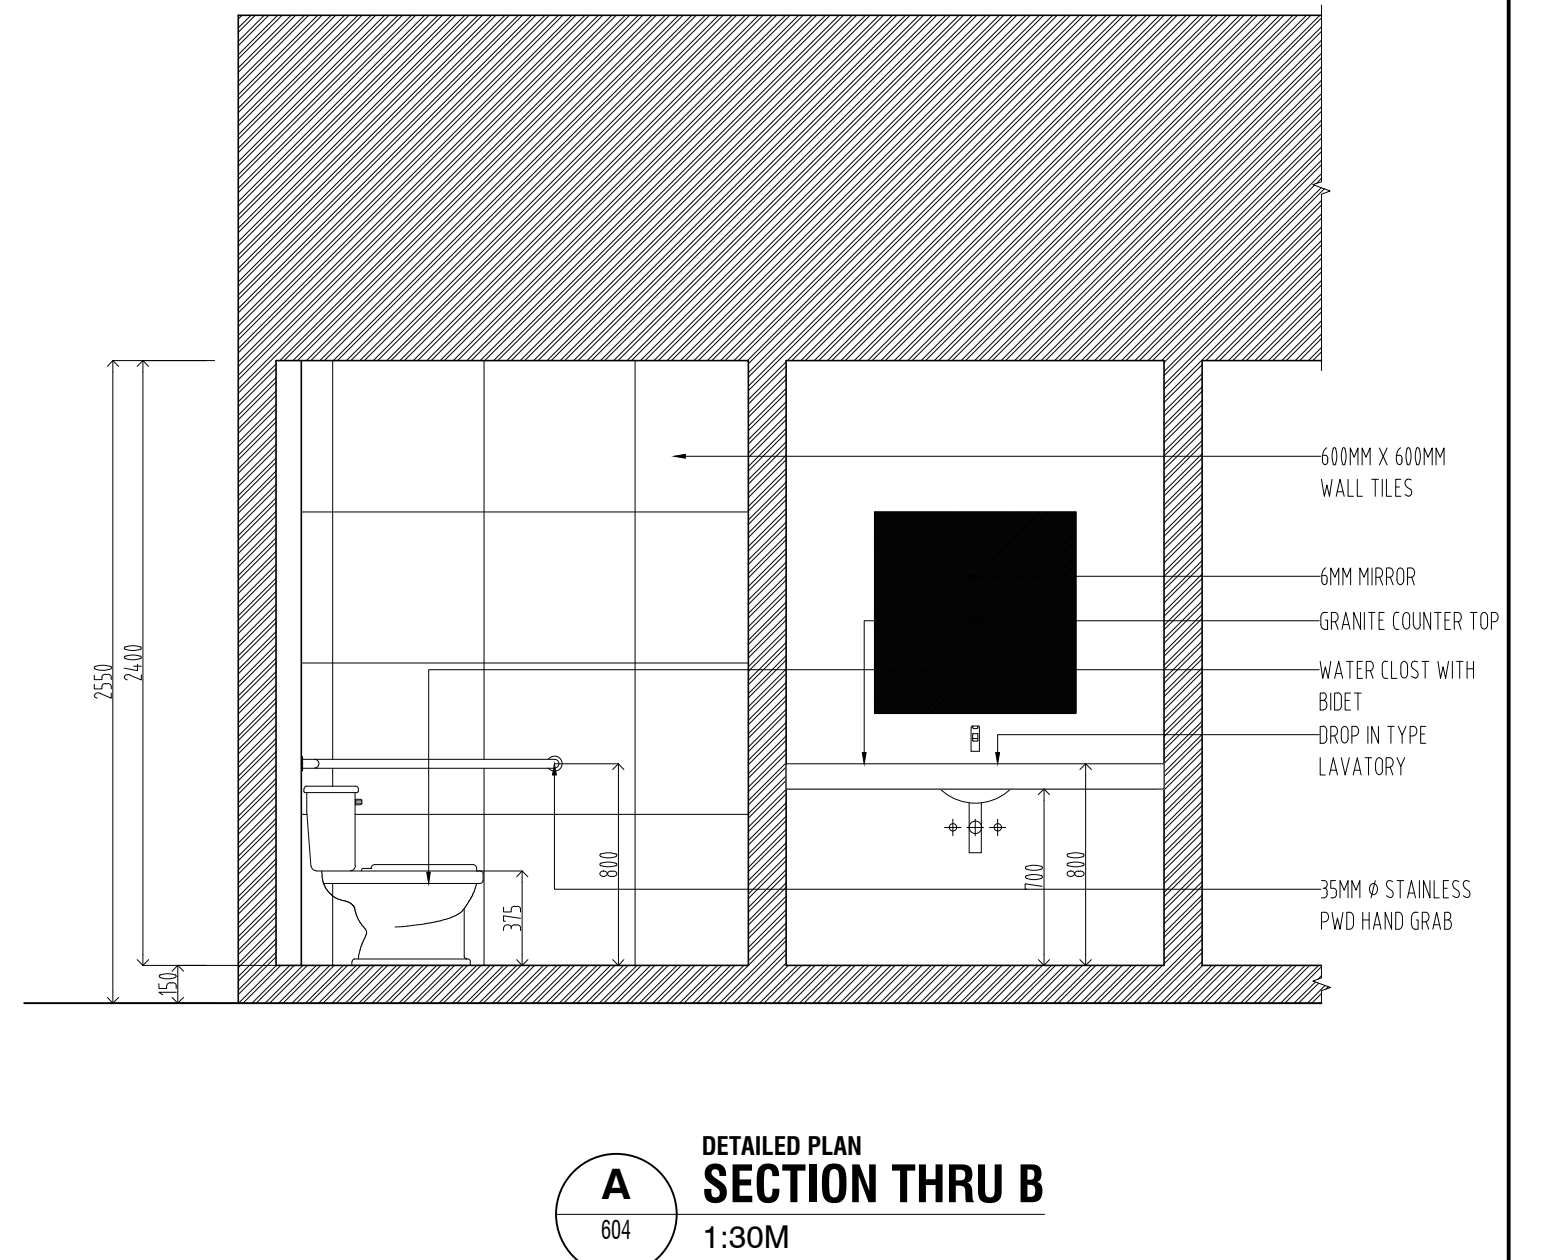 600MM X 600MM
WALL TILES
6MM MIRROR
GRANITE COUNTER TOP
WATER CLOST WITH
BIDET
DROP IN TYPE
LAVATORY
35MM Ø STAINLESS
PWD HAND GRAB
2550
2400
150
375
800
700
800
DETAILED PLAN
A
SECTION THRU B
604
1:30M